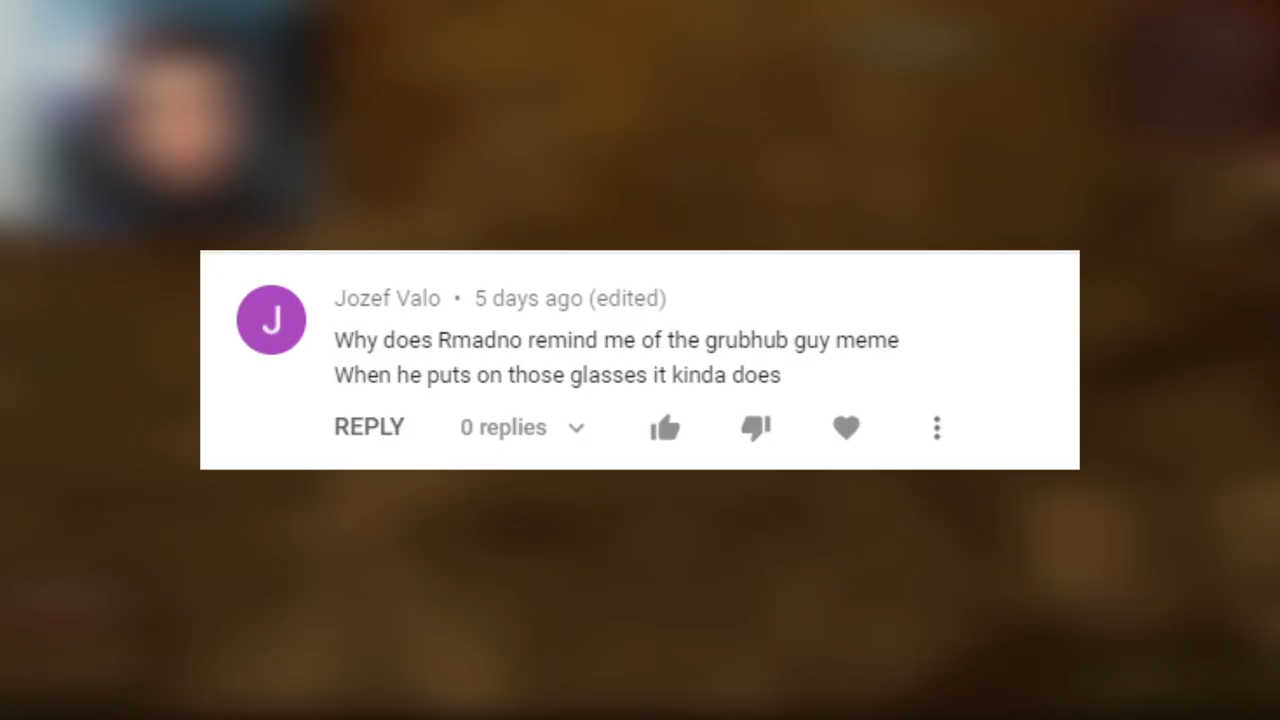 J
Jozef Valo • 5 days ago (edited)
Why does Rmadno remind me of the grubhub guy meme
When he puts on those glasses it kinda does
REPLY 0 replies